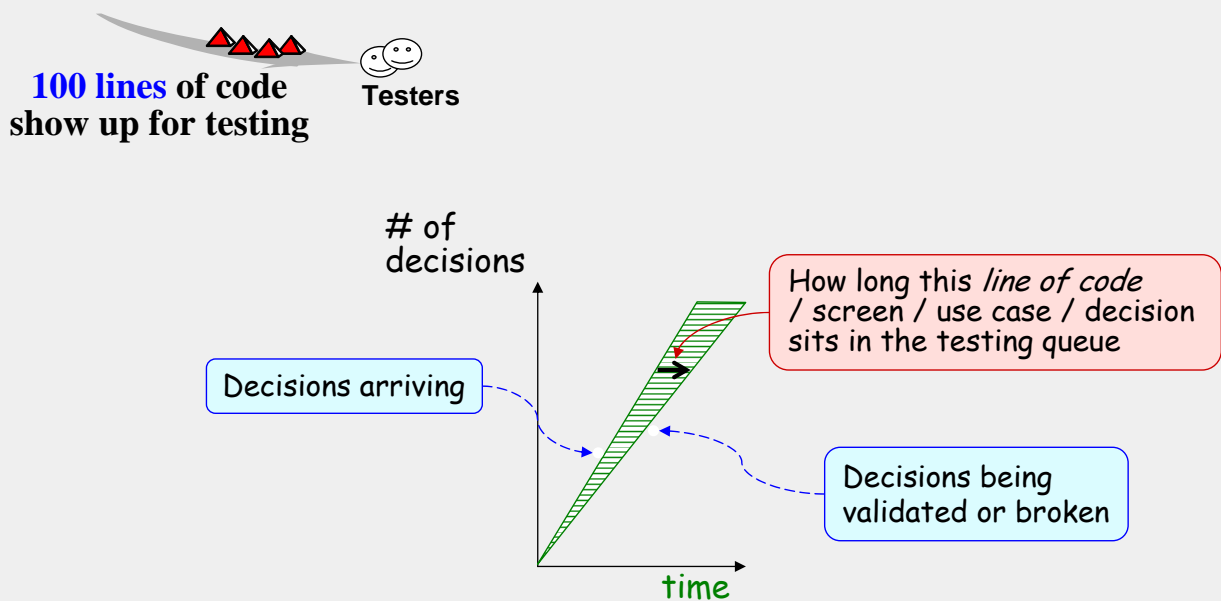 100 lines of code
show up for testing
Testers
# of
decisions
How long this line of code
/ screen / use case / decision
sits in the testing queue
Decisions arriving
Decisions being
validated or broken
time